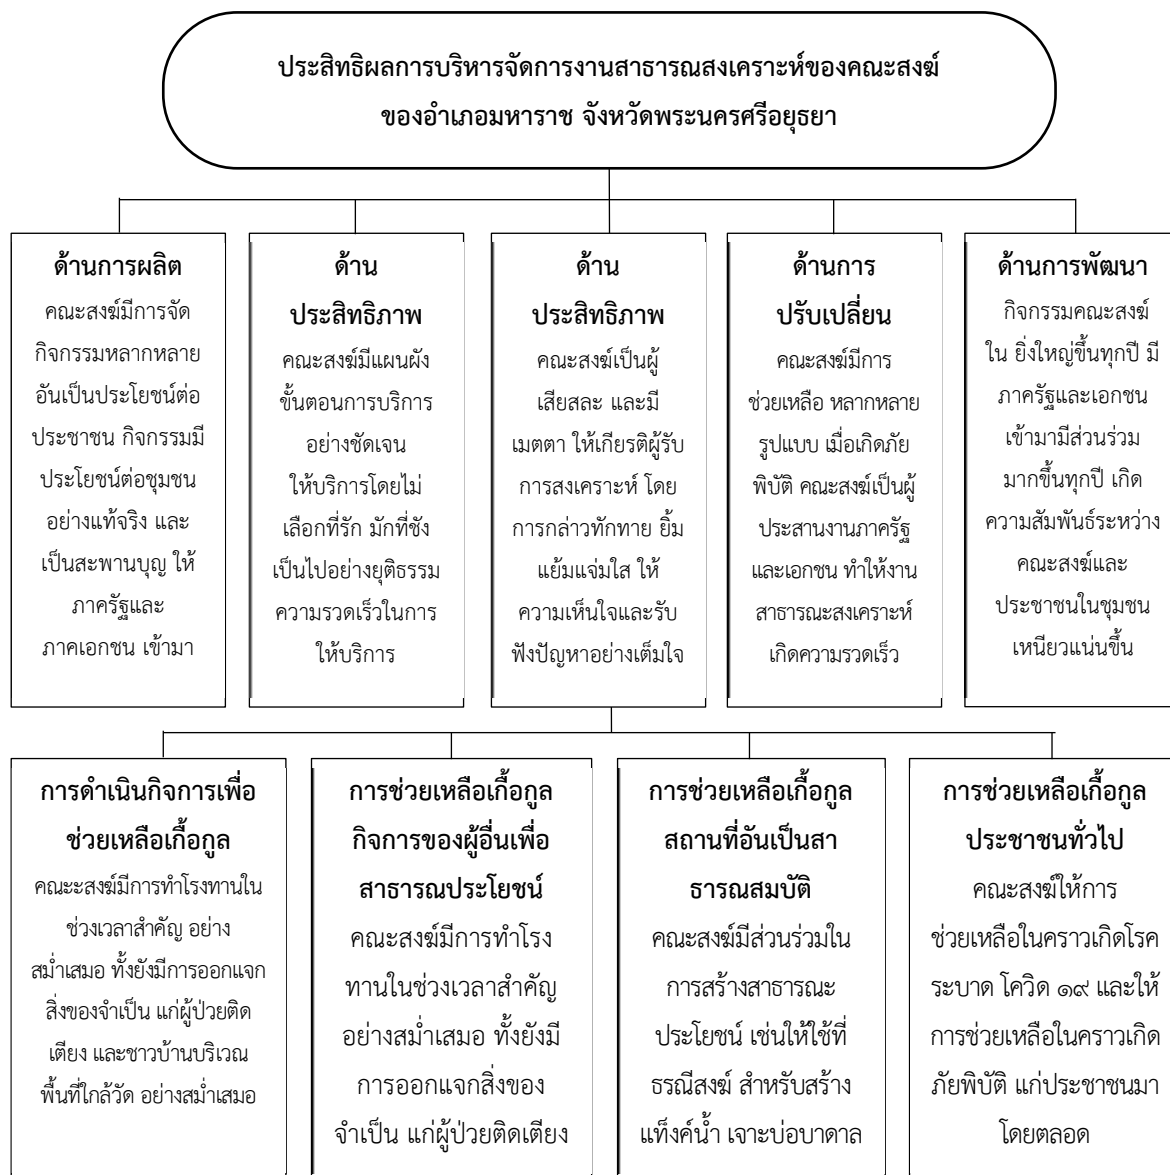 ประสิทธิผลการบริหารจัดการงานสาธารณสงเคราะห์ของคณะสงฆ์
ของอำเภอมหาราช จังหวัดพระนครศรีอยุธยา
ด้านการผลิต
คณะสงฆ์มีการจัด
กิจกรรมหลากหลาย
อันเป็นประโยชน์ต่อ
ประชาชน กิจกรรมมี
ประโยชน์ต่อชุมชน
อย่างแท้จริง และ
เป็นสะพานบุญ ให้
ภาครัฐและ
ภาคเอกชน เข้ามา
ด้าน
ประสิทธิภาพ
คณะสงฆ์มีแผนผัง
ขั้นตอนการบริการ
อย่างชัดเจน
ให้บริการโดยไม่
เลือกที่รัก มักที่ชัง
เป็นไปอย่างยุติธรรม
ความรวดเร็วในการ
ให้บริการ
ด้าน
ประสิทธิภาพ
คณะสงฆ์เป็นผู้
เสียสละ และมี
เมตตา ให้เกียรติผู้รับ
การสงเคราะห์ โดย
การกล่าวทักทาย ยิ้ม
แย้มแจ่มใส ให้
ความเห็นใจและรับ
ฟังปัญหาอย่างเต็มใจ
ด้านการ
ปรับเปลี่ยน
คณะสงฆ์มีการ
ช่วยเหลือ หลากหลาย
รูปแบบ เมื่อเกิดภัย
พิบัติ คณะสงฆ์เป็นผู้
ประสานงานภาครัฐ
และเอกชน ทำให้งาน
สาธารณะสงเคราะห์
เกิดความรวดเร็ว
ด้านการพัฒนา
กิจกรรมคณะสงฆ์
ใน ยิ่งใหญ่ขึ้นทุกปี มี
ภาครัฐและเอกชน
เข้ามามีส่วนร่วม
มากขึ้นทุกปี เกิด
ความสัมพันธ์ระหว่าง
คณะสงฆ์และ
ประชาชนในชุมชน
เหนียวแน่นขึ้น
การดำเนินกิจการเพื่อ
ช่วยเหลือเกื้อกูล
คณะะสงฆ์มีการทำโรงทานใน
ช่วงเวลาสำคัญ อย่าง
สม่ำเสมอ ทั้งยังมีการออกแจก
สิ่งของจำเป็น แก่ผู้ป่วยติด
เตียง และชาวบ้านบริเวณ
พื้นที่ใกล้วัด อย่างสม่ำเสมอ
การช่วยเหลือเกื้อกูล
กิจการของผู้อื่นเพื่อ
สาธารณประโยชน์
คณะสงฆ์มีการทำโรง
ทานในช่วงเวลาสำคัญ
อย่างสม่ำเสมอ ทั้งยังมี
การออกแจกสิ่งของ
จำเป็น แก่ผู้ป่วยติดเตียง
การช่วยเหลือเกื้อกูล
สถานที่อันเป็นสา
ธารณสมบัติ
คณะสงฆ์มีส่วนร่วมใน
การสร้างสาธารณะ
ประโยชน์ เช่นให้ใช้ที่
ธรณีสงฆ์ สำหรับสร้าง
แท็งค์น้ำ เจาะบ่อบาดาล
การช่วยเหลือเกื้อกูล
ประชาชนทั่วไป
คณะสงฆ์ให้การ
ช่วยเหลือในคราวเกิดโรค
ระบาด โควิด ๑๙ และให้
การช่วยเหลือในคราวเกิด
ภัยพิบัติ แก่ประชาชนมา
โดยตลอด